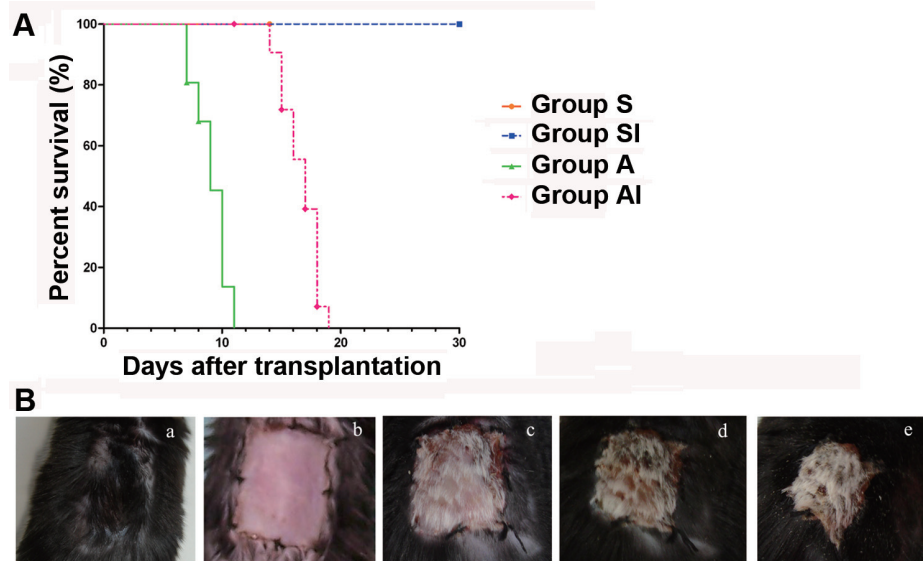 A
Percent survival (%)
100
80
60
40
20
0
0
10
20
30
Days after transplantation
Group S
Group SI
Group A
Group AI
B
a
b
c
d
e